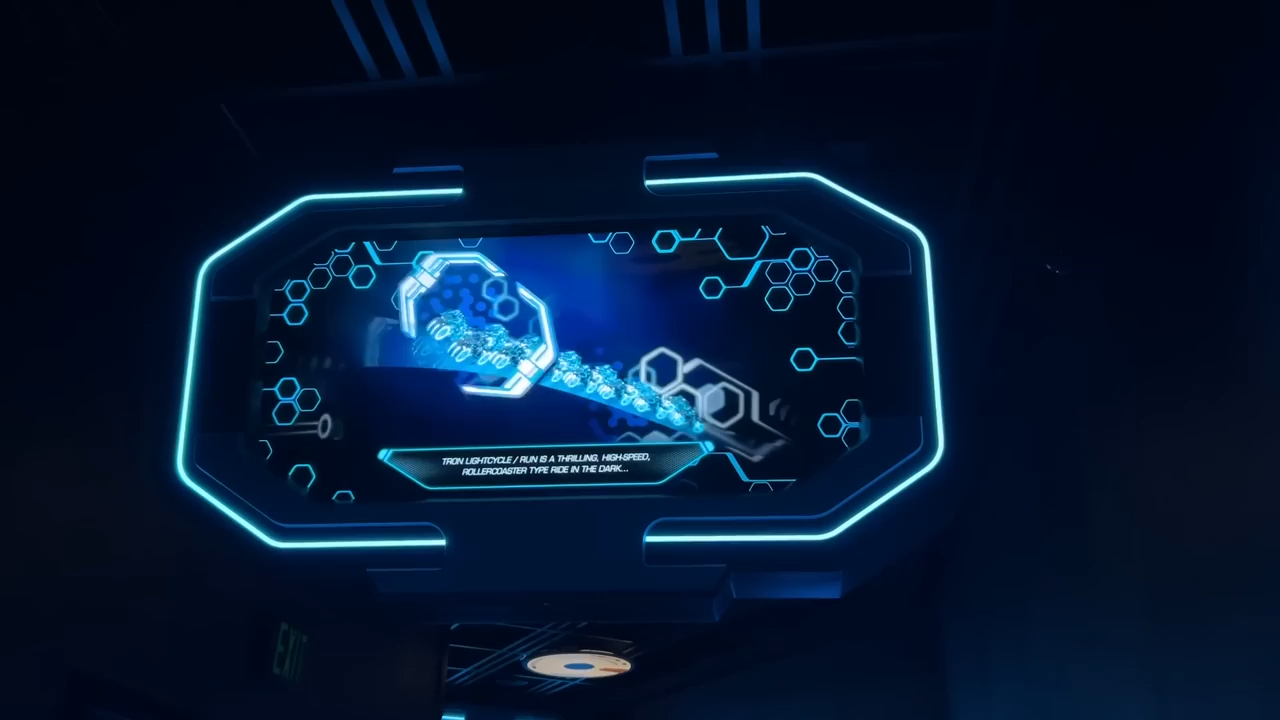 TRON LIGHTCYCLE / RUN IS A THRILLING, HIGH-SPEED,
ROLLERCOASTER TYPE RIDE IN THE DARK...
EXIT